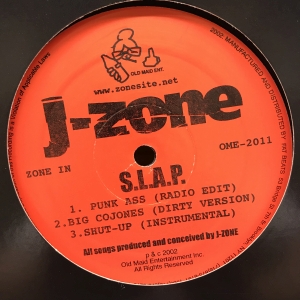 OLD MAID ENT.
www.zonesite.net
J-zone
ZONE IN
OME-2011
S.L.A.P.
1. PUNK ASS (RADIO EDIT)
2. BIG COJONES (DIRTY VERSION)
3. SHUT-UP (INSTRUMENTAL)
All songs produced and conceived by J-ZONE
p & c 2002
Old Maid Entertainment Inc.
All Rights Reserved
2002. MANUFACTURED AND DISTRIBUTED BY FAT BEATS